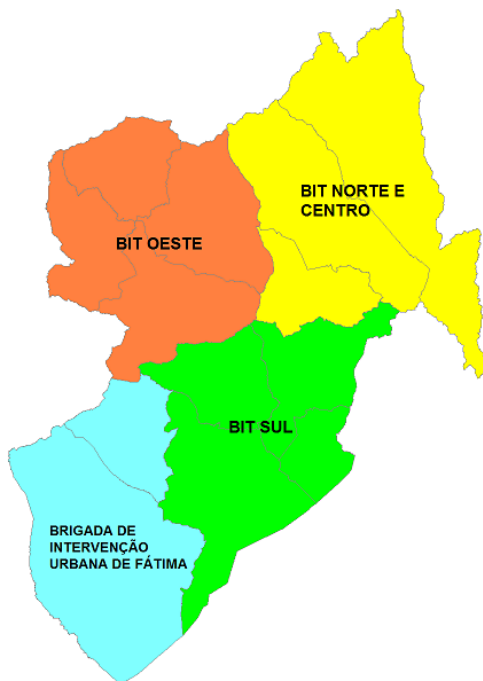 BIT NORTE E
CENTRO
BIT OESTE
BIT SUL
BRIGADA DE
INTERVENÇÃO
URBANA DE FÁTIMA